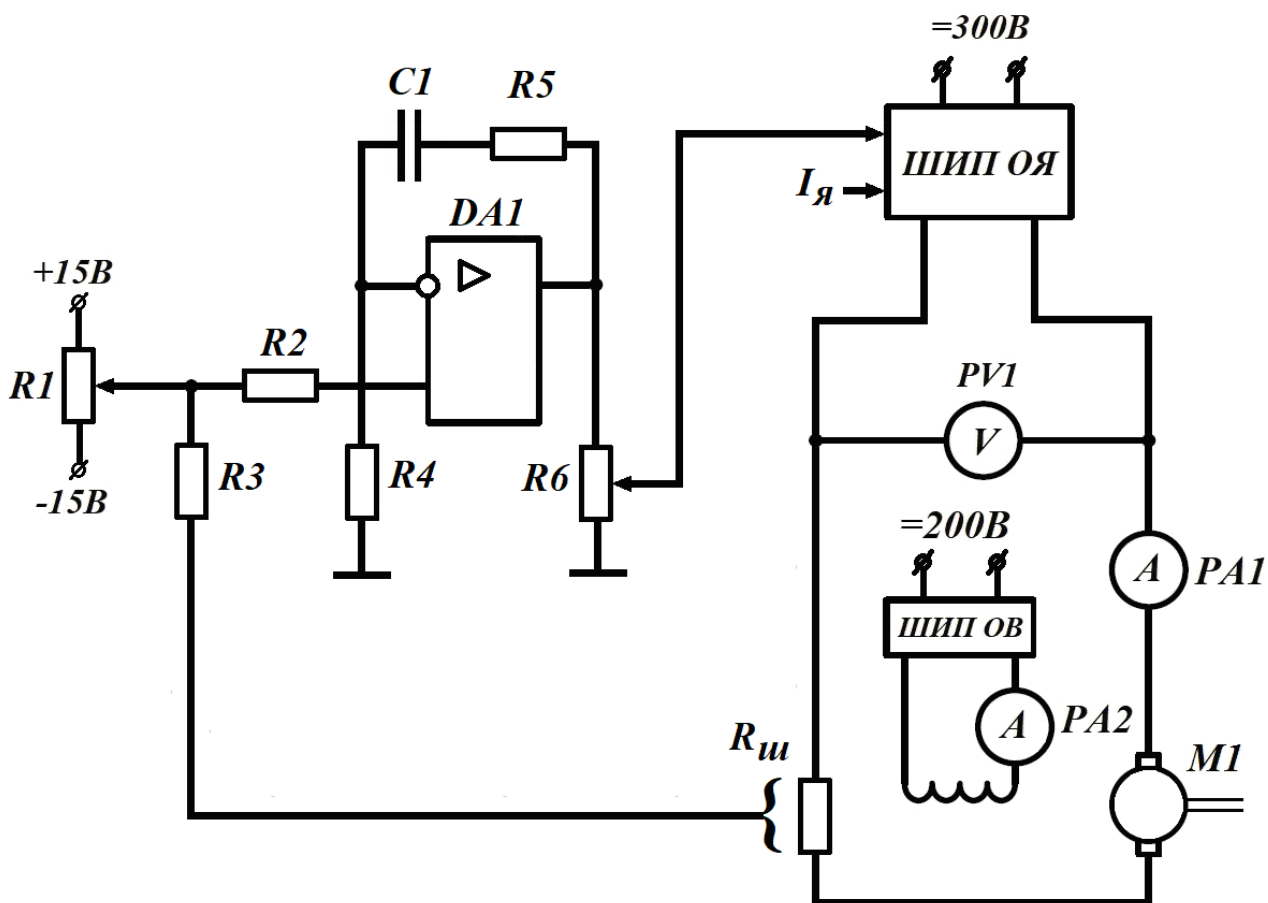 =300В
C1
R5
ШИП ОЯ
Iя
DA1
+15В
R2
R1
PV1
V
-15В
R3
R4
R6
=200В
A
PA1
ШИП ОВ
Rш
A
PA2
M1